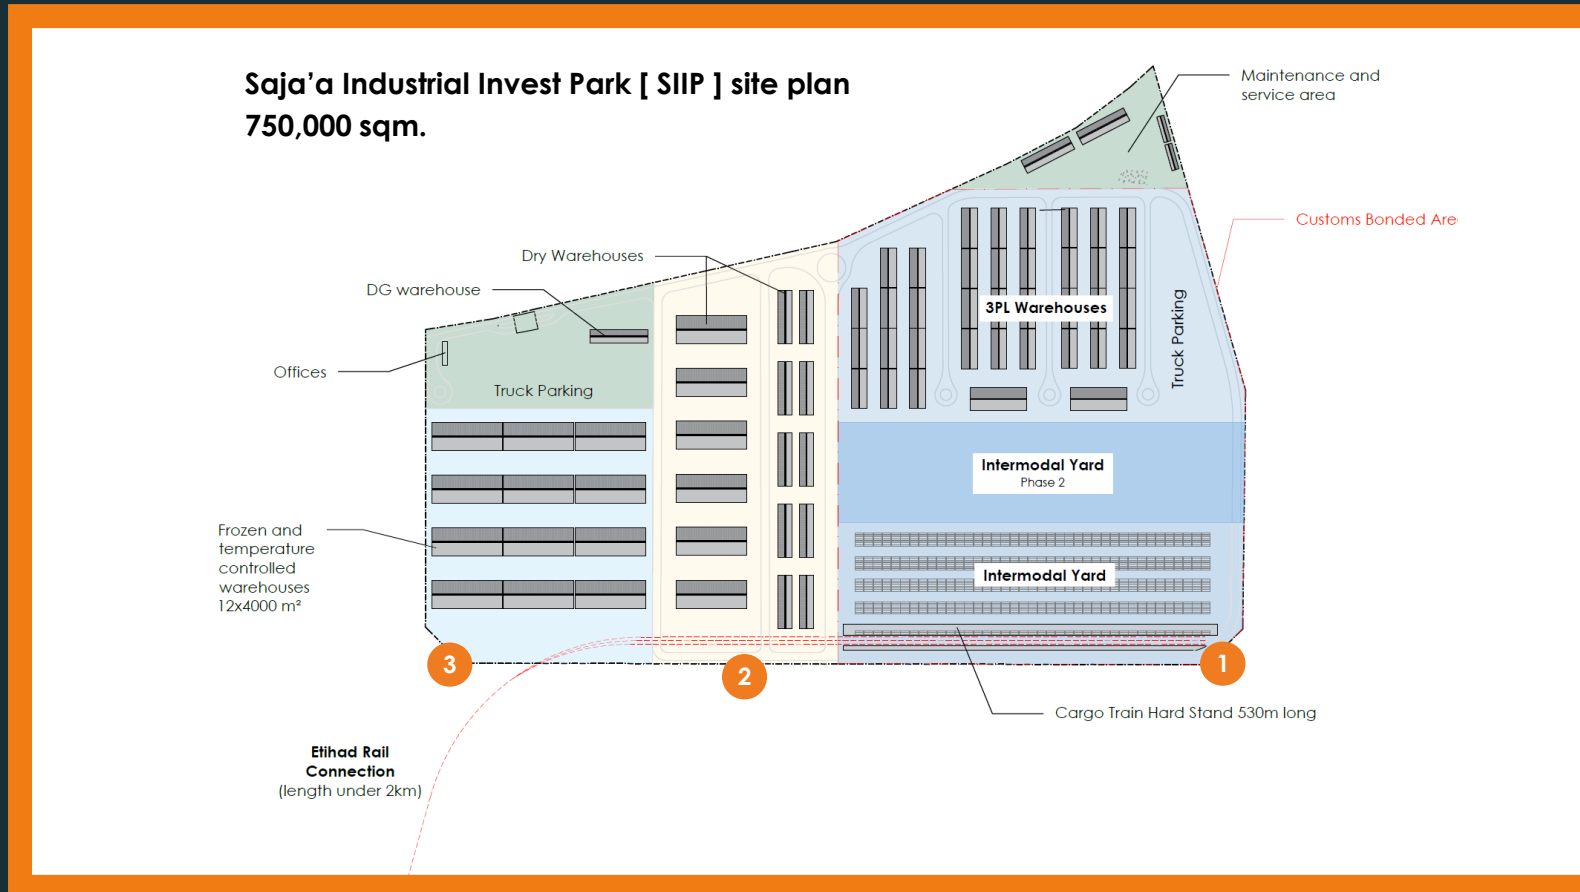 Saja’a Industrial Invest Park [ SIIP ] site plan
750,000 sqm.
Maintenance and
service area
Customs Bonded Are
Dry Warehouses
DG warehouse
3PL Warehouses
Truck Parking
Offices
Truck Parking
Intermodal Yard
Phase 2
Frozen and
temperature
controlled
warehouses
12x4000 m²
Intermodal Yard
3
2
1
Cargo Train Hard Stand 530m long
Etihad Rail
Connection
(length under 2km)